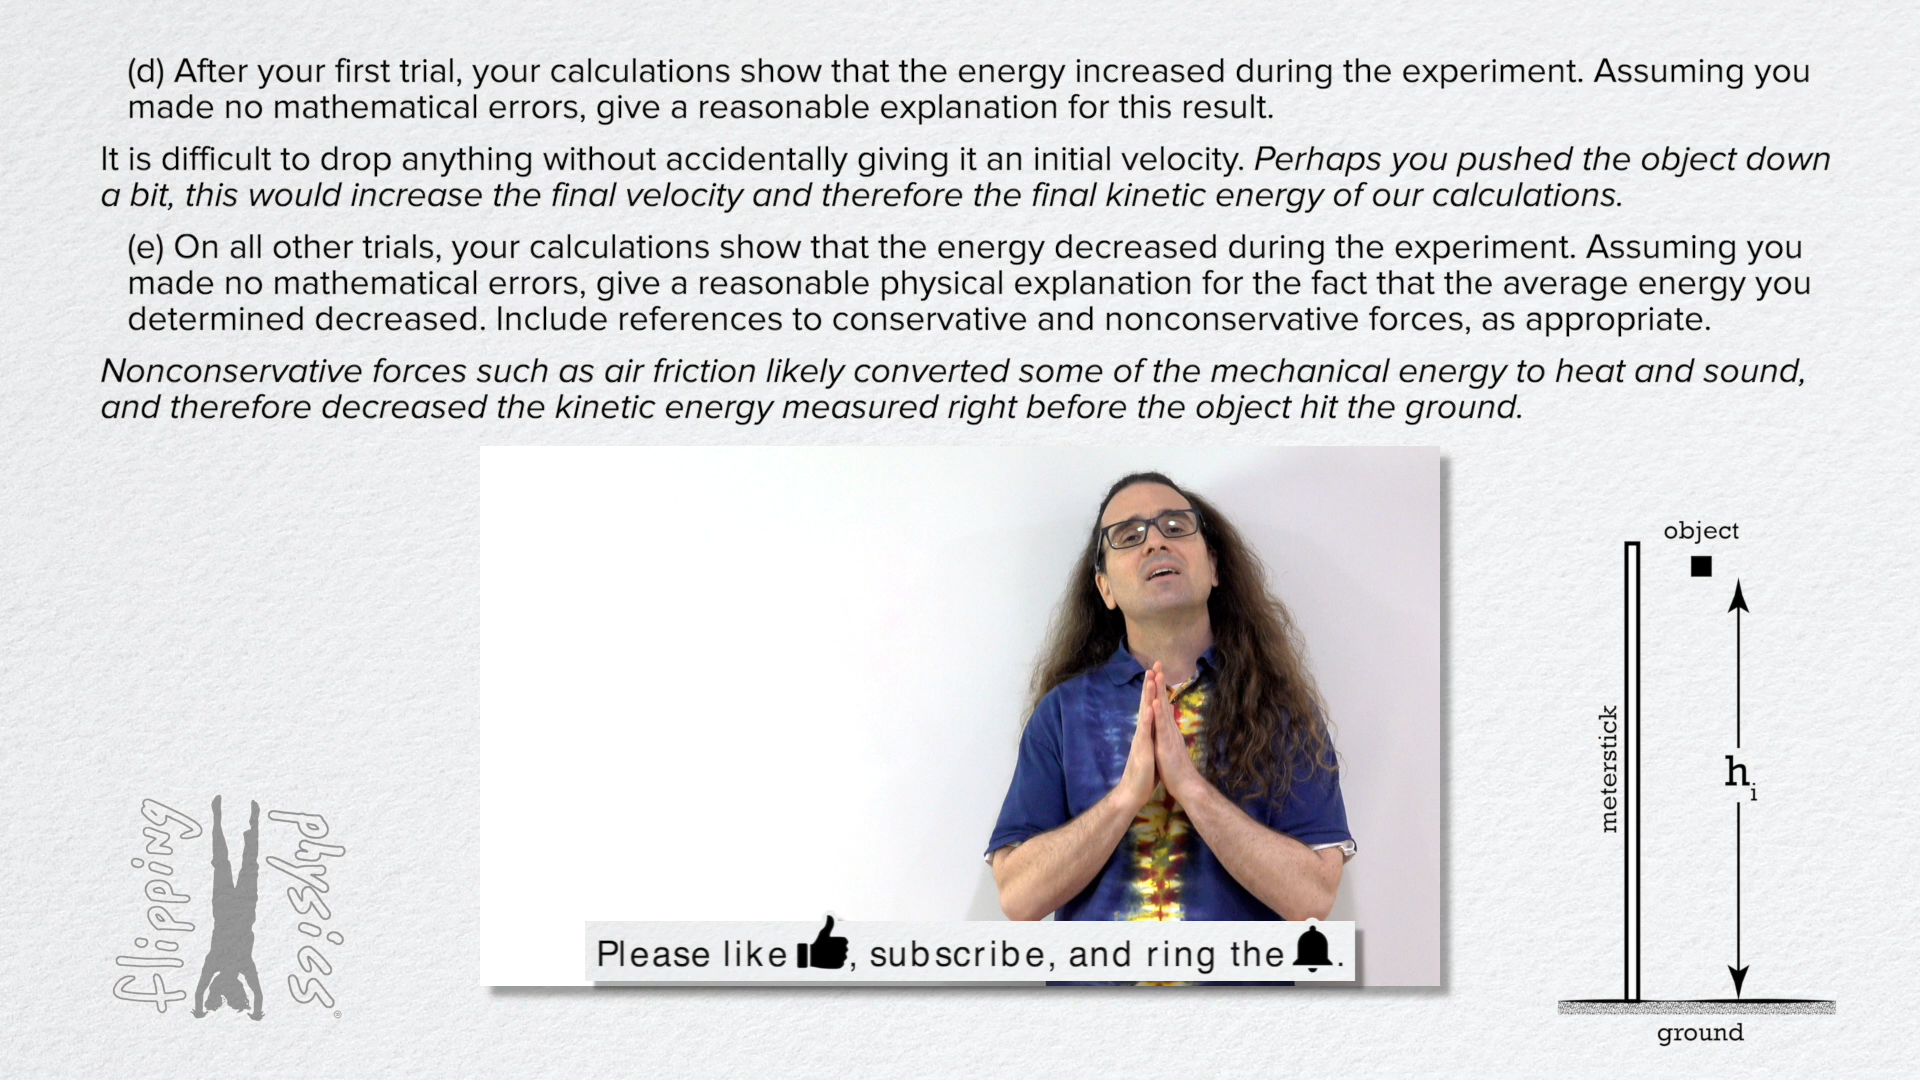 (d) After your first trial, your calculations show that the energy increased during the experiment. Assuming you
made no mathematical errors, give a reasonable explanation for this result.
It is difficult to drop anything without accidentally giving it an initial velocity. Perhaps you pushed the object down
a bit, this would increase the final velocity and therefore the final kinetic energy of our calculations.
(e) On all other trials, your calculations show that the energy decreased during the experiment. Assuming you
made no mathematical errors, give a reasonable physical explanation for the fact that the average energy you
determined decreased. Include references to conservative and nonconservative forces, as appropriate.
Nonconservative forces such as air friction likely converted some of the mechanical energy to heat and sound,
and therefore decreased the kinetic energy measured right before the object hit the ground.
object
meterstick
hi
ground
flipping
physics
®
Please like , subscribe, and ring the .